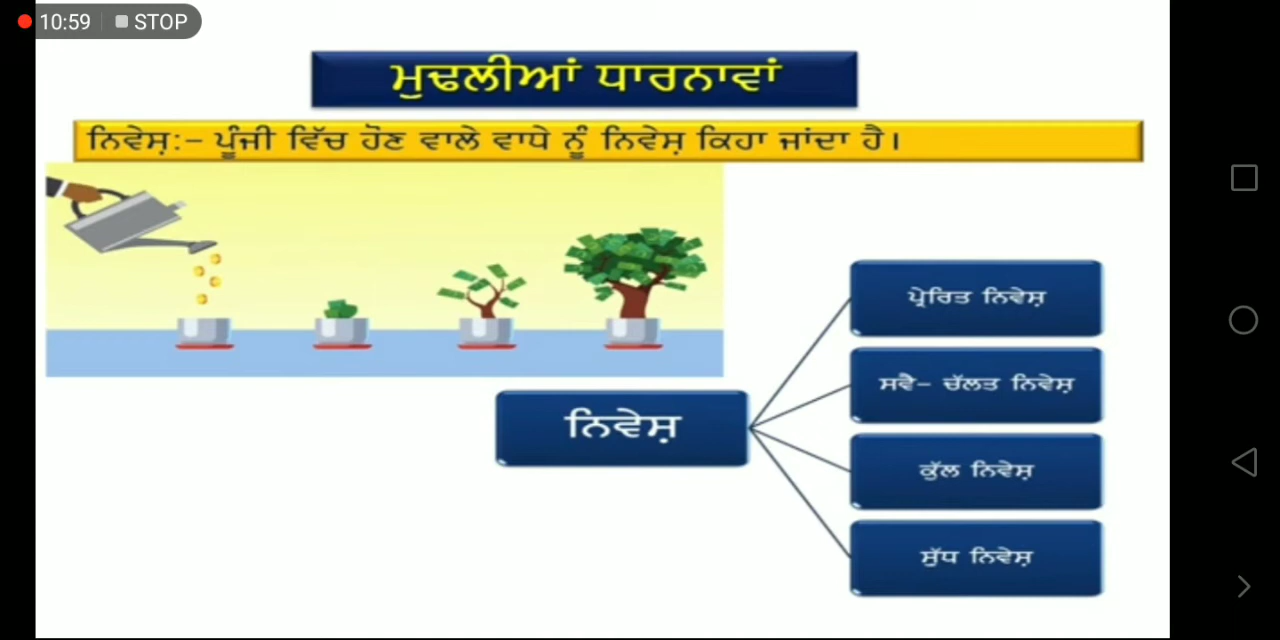 10:59 STOP
ਮੁਢਲੀਆਂ ਧਾਰਨਾਵਾਂ
ਨਿਵੇਸ਼:- ਪੂੰਜੀ ਵਿੱਚ ਹੋਣ ਵਾਲੇ ਵਾਧੇ ਨੂੰ ਨਿਵੇਸ਼ ਕਿਹਾ ਜਾਂਦਾ ਹੈ।
ਨਿਵੇਸ਼
ਪ੍ਰੇਰਿਤ ਨਿਵੇਸ਼
ਸਵੈ- ਚੱਲਤ ਨਿਵੇਸ਼
ਕੁੱਲ ਨਿਵੇਸ਼
ਸੁੱਧ ਨਿਵੇਸ਼